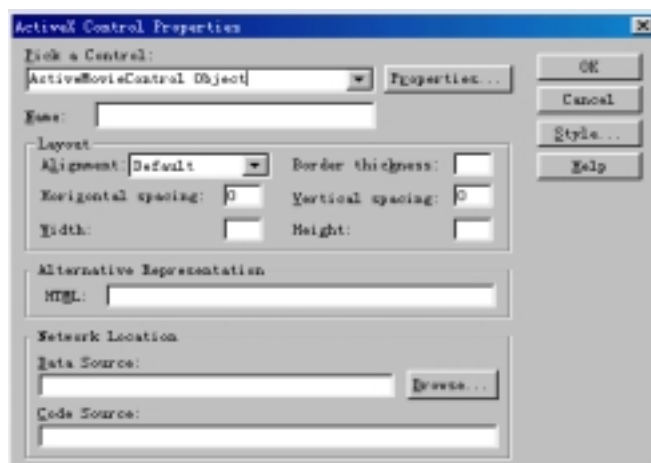 ActiveX Control Properties
Pick a Control:
ActiveMovieControl Object
Properties...
OK
Cancel
Style...
Help
Name:
Layout
Alignment: Default
Border thickness:
Horizontal spacing: 0
Vertical spacing: 0
Width:
Height:
Alternative Representation
HTML:
Network Location
Data Source:
Browse...
Code Source: